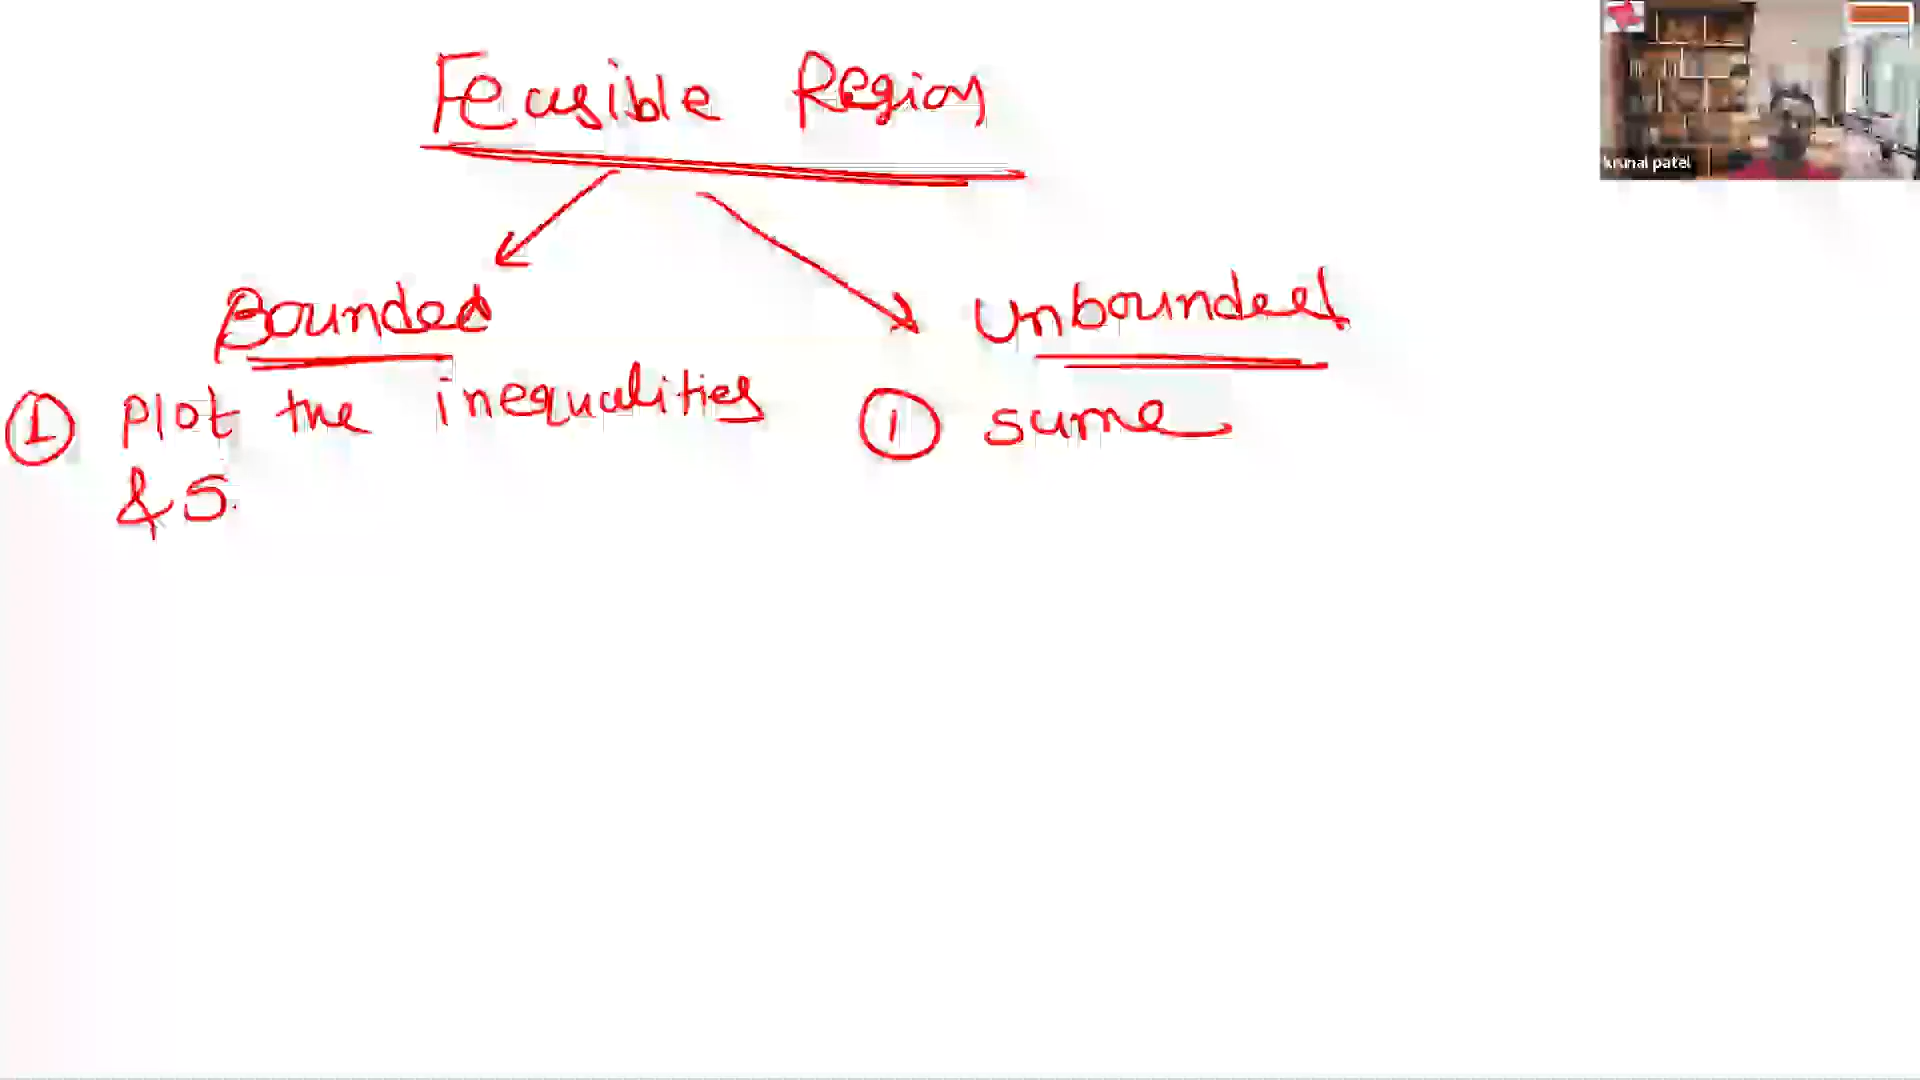 Feasible Region
Bounded
Unbounded
① Plot the inequalities
& S
① same
krunal patel